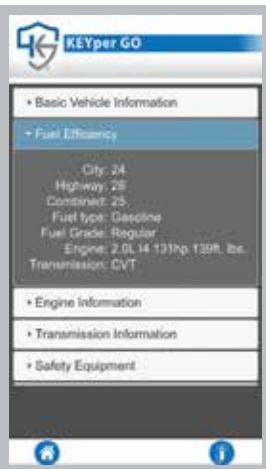 KEYper GO
Basic Vehicle Information
Fuel Efficiency
City: 24
Highway: 28
Combined: 25
Fuel type: Gasoline
Fuel Grade: Regular
Engine: 2.0L I4 131hp 139ft. lbs.
Transmission: CVT
Engine Information
Transmission Information
Safety Equipment